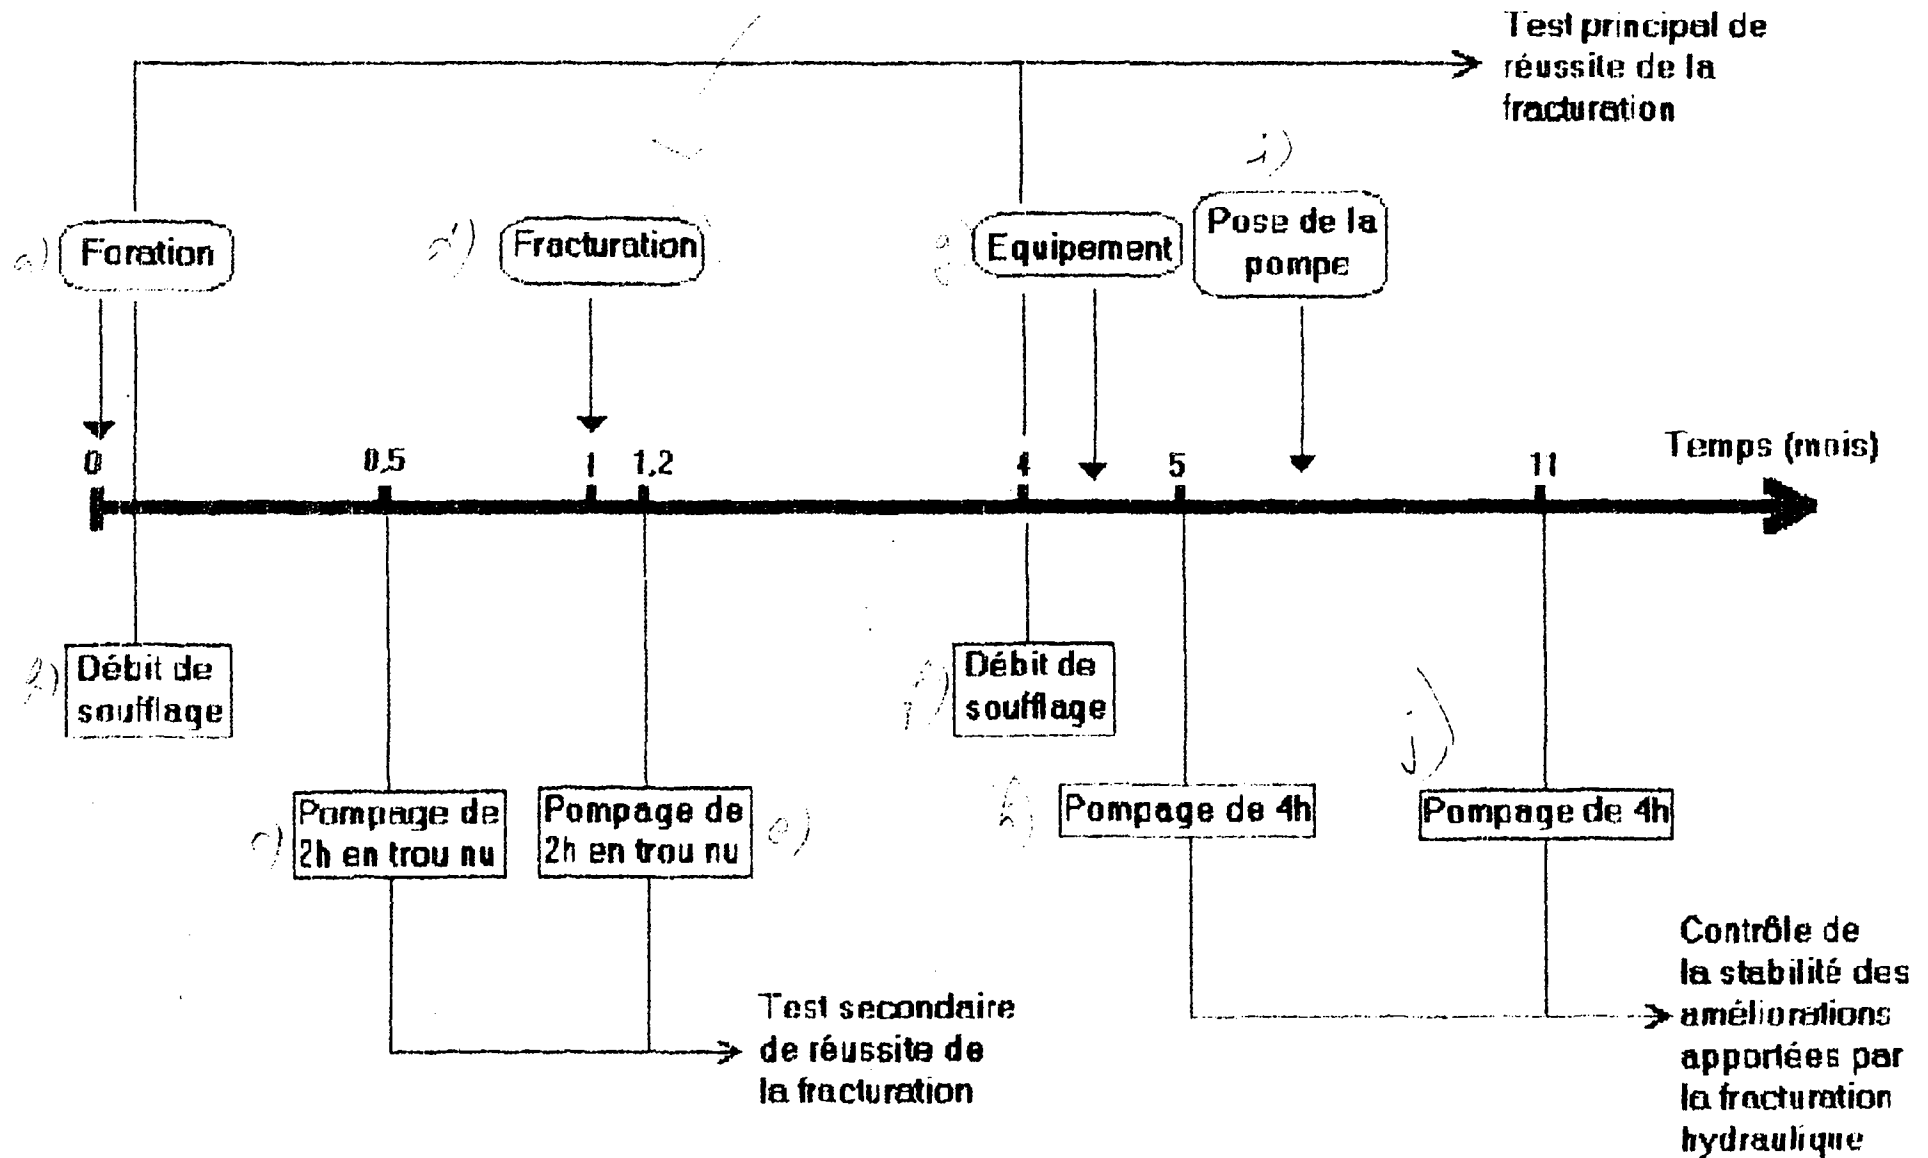 Test principal de
réussite de la
fracturation
i)
a) Foration
d) Fracturation
g) Equipement
Pose de la
pompe
0
0,5
1
1,2
4
5
11
Temps (mois)
b) Débit de
soufflage
f) Débit de
soufflage
c) Pompage de
2h en trou nu
Pompage de
2h en trou nu e)
h) Pompage de 4h
j)
Pompage de 4h
Test secondaire
de réussite de
la fracturation
Contrôle de
la stabilité des
améliorations
apportées par
la fracturation
hydraulique